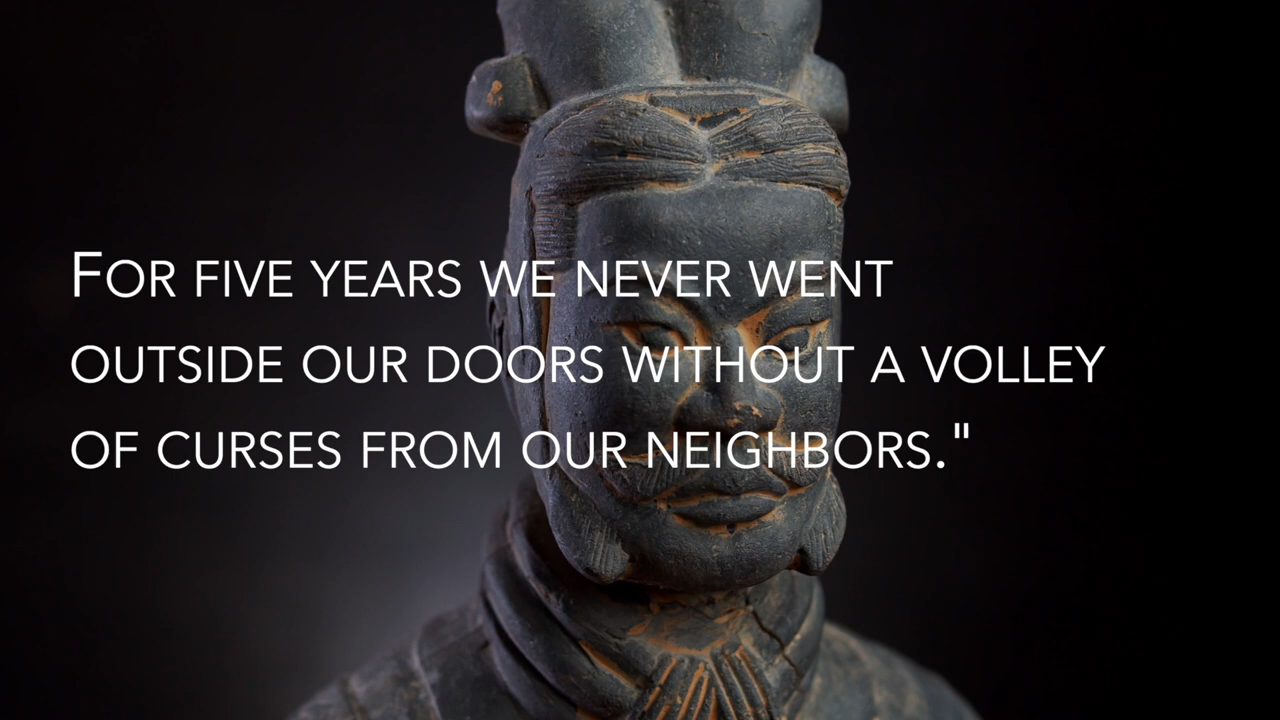 For five years we never went
outside our doors without a volley
of curses from our neighbors."